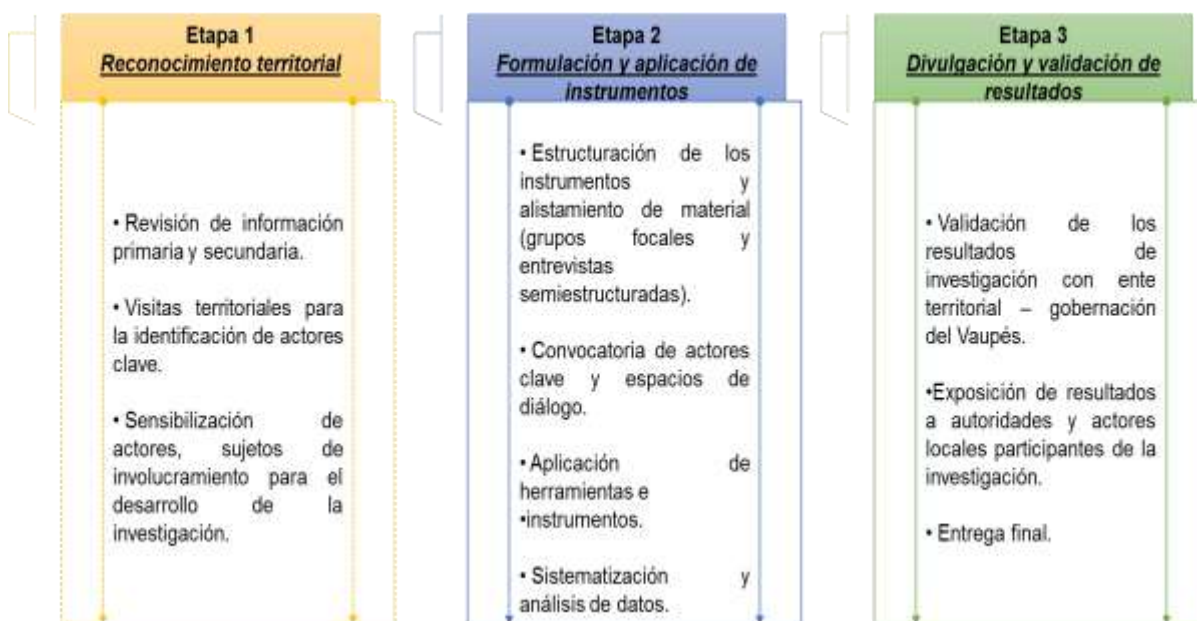 Etapa 1
Reconocimiento territorial
• Revisión de información
primaria y secundaria.
• Visitas territoriales para
la identificación de actores
clave.
• Sensibilización de
actores, sujetos de
involucramiento para el
desarrollo de la
investigación.
Etapa 2
Formulación y aplicación de
instrumentos
• Estructuración de los
instrumentos y
alistamiento de material
(grupos focales y
entrevistas
semiestructuradas).
• Convocatoria de actores
clave y espacios de
diálogo.
• Aplicación de
herramientas e
•instrumentos.
• Sistematización y
análisis de datos.
Etapa 3
Divulgación y validación de
resultados
• Validación de los
resultados de
investigación con ente
territorial – gobernación
del Vaupés.
•Exposición de resultados
a autoridades y actores
locales participantes de la
investigación.
• Entrega final.